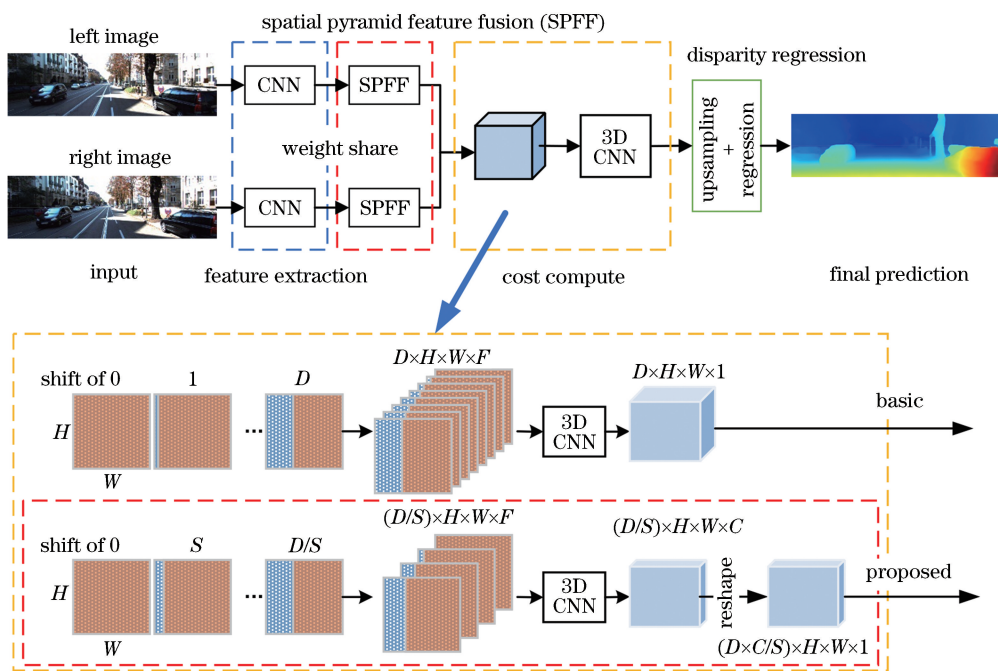 spatial pyramid feature fusion (SPFF)
left image
CNN
SPFF
disparity regression
right image
weight share
3D
CNN
upsampling
+
regression
CNN
SPFF
input
feature extraction
cost compute
final prediction
D×H×W×F
shift of 0
1
D
D×H×W×1
basic
H
...
3D
CNN
W
(D/S)×H×W×F
(D/S)×H×W×C
shift of 0
S
D/S
proposed
H
...
3D
CNN
reshape
W
(D×C/S)×H×W×1